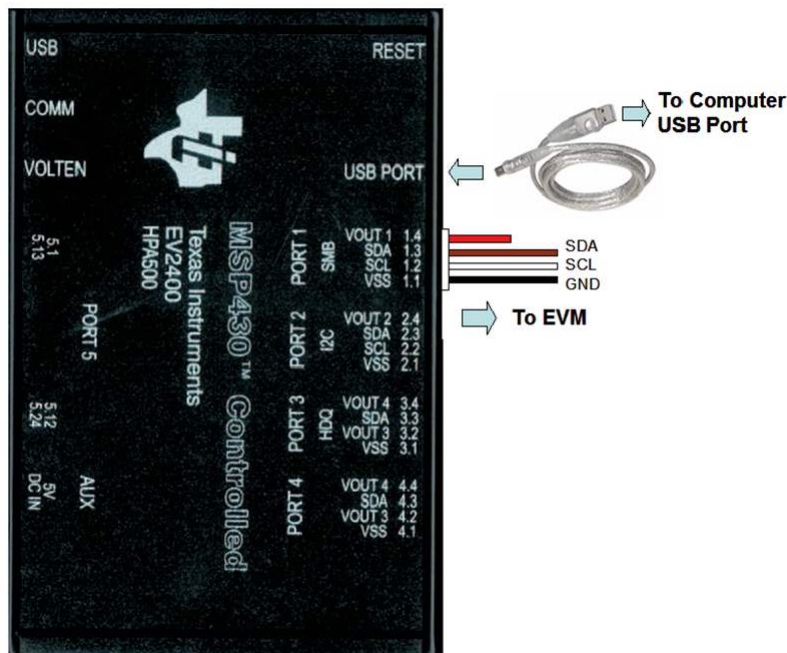 USB
RESET
COMM
VOLTEN
USB PORT
To Computer
USB Port
5.1
5.13
PORT 5
5.12
5.24
AUX
5V
DC IN
Texas Instruments
EV2400
HPA500
MSP430™ Controlled
PORT 1
SMB
VOUT 1 1.4
SDA 1.3
SCL 1.2
VSS 1.1
SDA
SCL
GND
To EVM
PORT 2
I2C
VOUT 2 2.4
SDA 2.3
SCL 2.2
VSS 2.1
PORT 3
HDQ
VOUT 4 3.4
SDA 3.3
VOUT 3 3.2
VSS 3.1
PORT 4
VOUT 4 4.4
SDA 4.3
VOUT 3 4.2
VSS 4.1